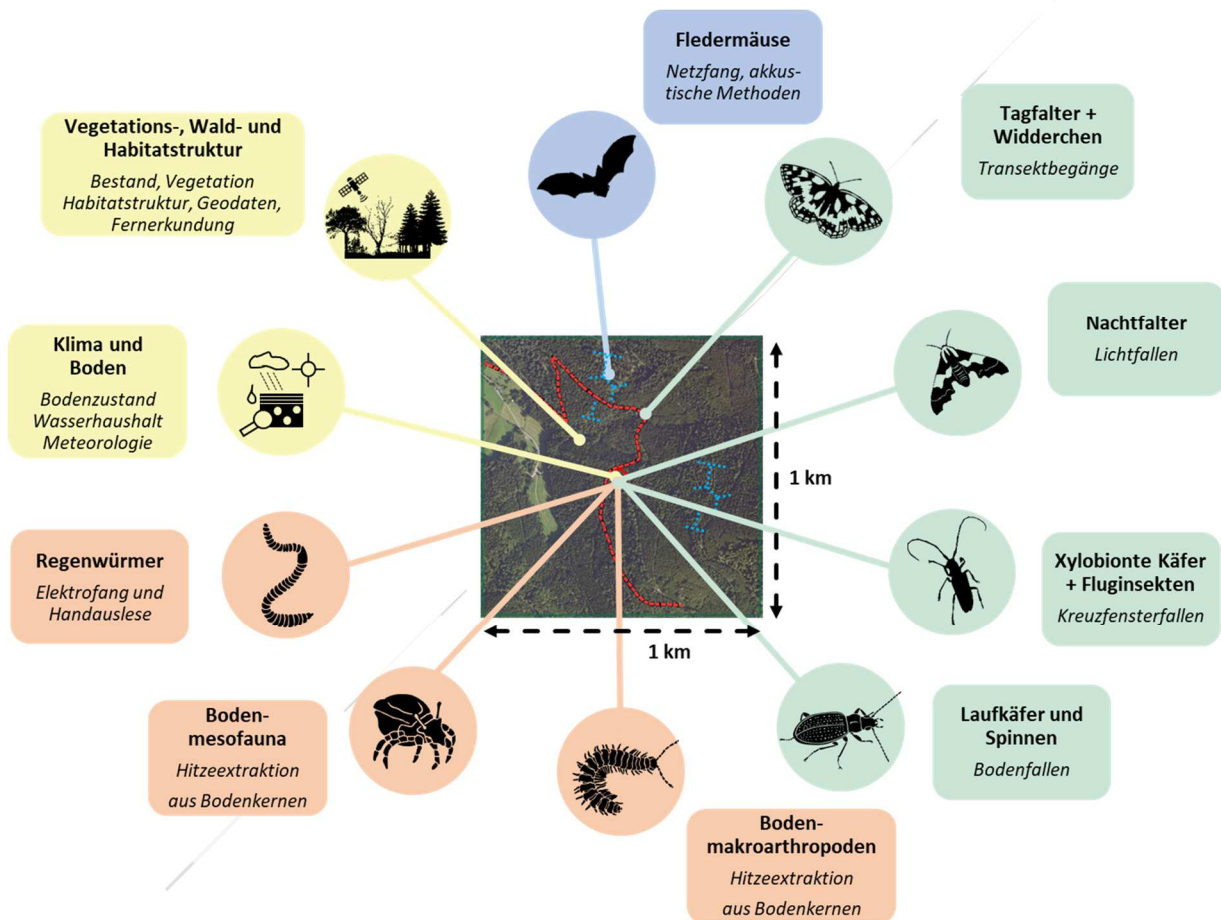 Fledermäuse
Netzfang, akkus-
tische Methoden
Vegetations-, Wald- und
Habitatstruktur
Bestand, Vegetation
Habitatstruktur, Geodaten,
Fernerkundung
Tagfalter +
Widderchen
Transektbegänge
Klima und
Boden
Bodenzustand
Wasserhaushalt
Meteorologie
Nachtfalter
Lichtfallen
1 km
Regenwürmer
Elektrofang und
Handauslese
Xylobionte Käfer
+ Fluginsekten
Kreuzfensterfallen
1 km
Boden-
mesofauna
Hitzeextraktion
aus Bodenkernen
Laufkäfer und
Spinnen
Bodenfallen
Boden-
makroarthropoden
Hitzeextraktion
aus Bodenkernen